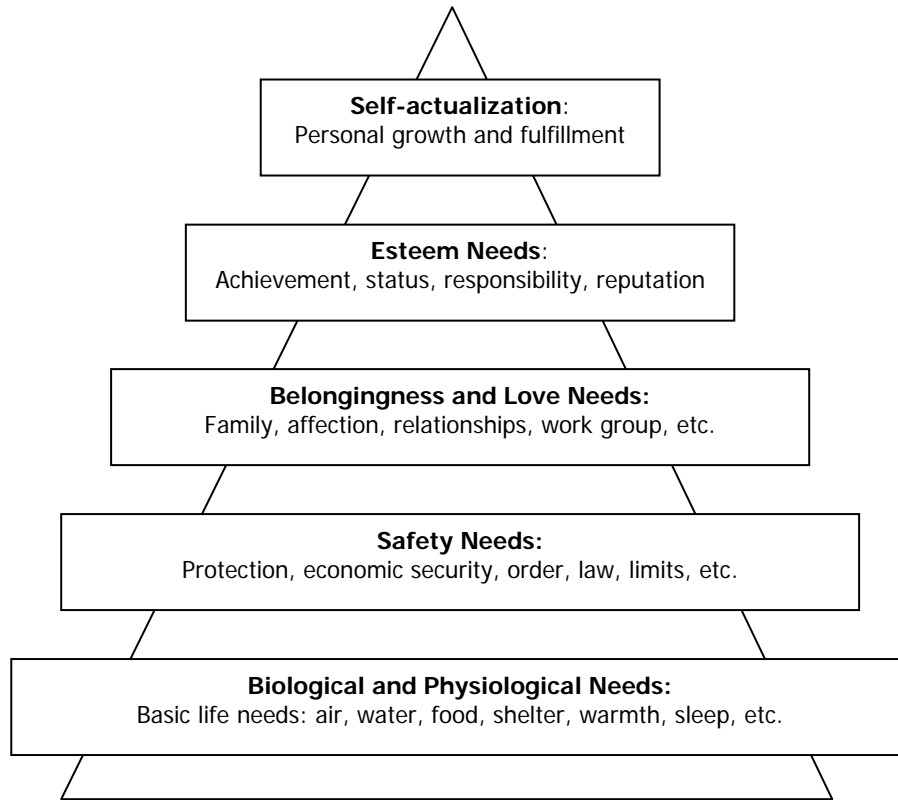 Self-actualization:
Personal growth and fulfillment
Esteem Needs:
Achievement, status, responsibility, reputation
Belongingness and Love Needs:
Family, affection, relationships, work group, etc.
Safety Needs:
Protection, economic security, order, law, limits, etc.
Biological and Physiological Needs:
Basic life needs: air, water, food, shelter, warmth, sleep, etc.